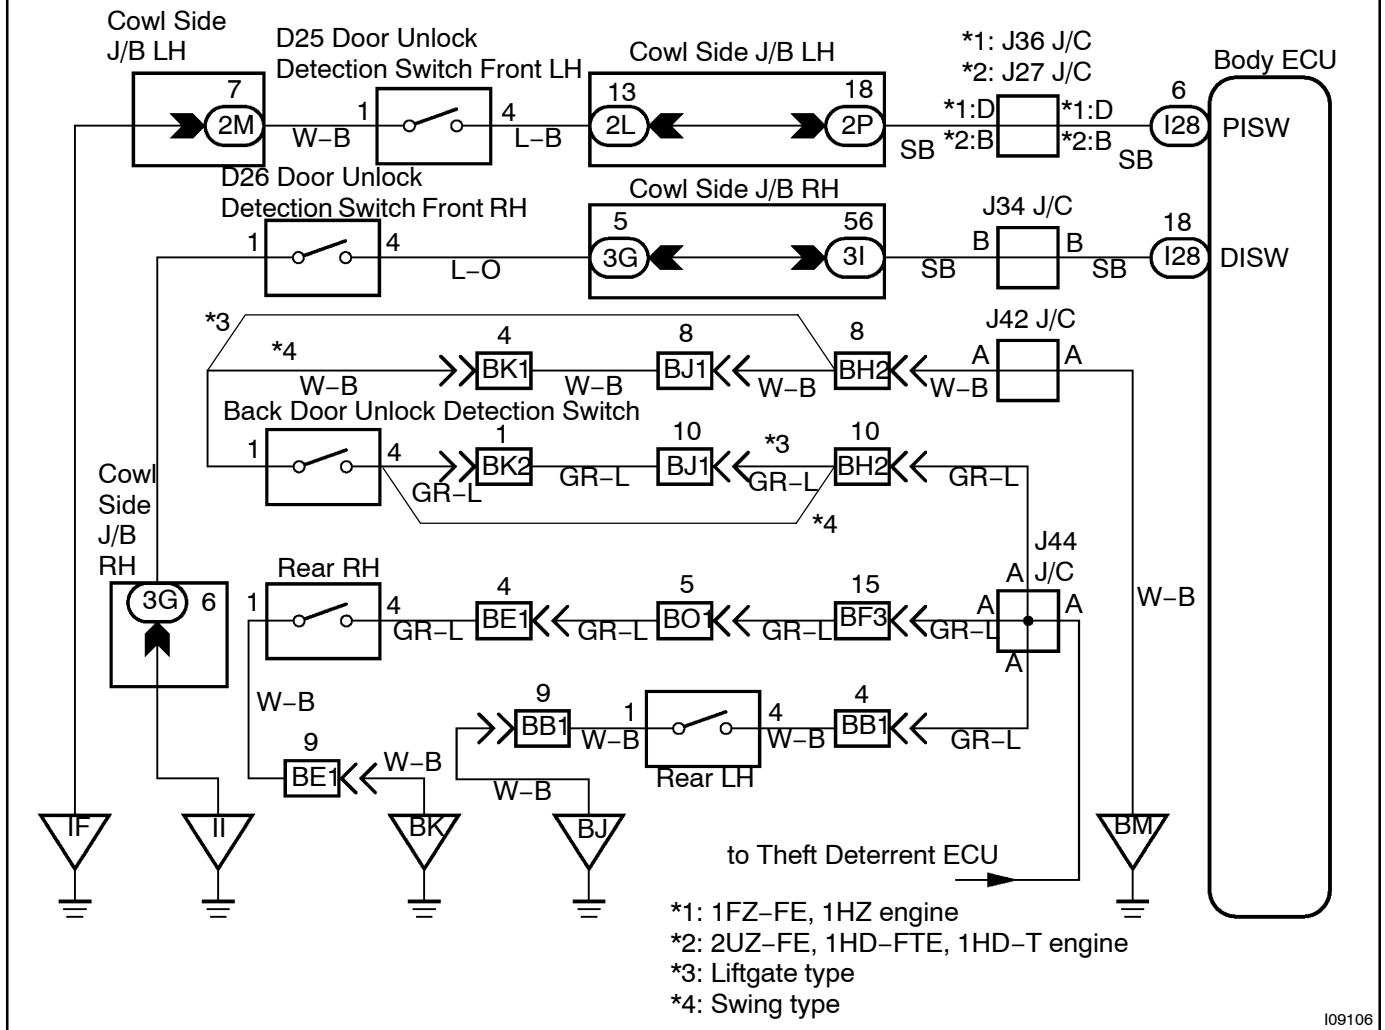 Cowl Side
J/B LH
D25 Door Unlock
Detection Switch Front LH
Cowl Side J/B LH
*1: J36 J/C
*2: J27 J/C
Body ECU
7
2M
W–B
1
4
L–B
13
2L
18
2P
SB
*1:D
*2:B
*1:D
*2:B
SB
6
I28
PISW
D26 Door Unlock
Detection Switch Front RH
Cowl Side J/B RH
J34 J/C
1
4
L–O
5
3G
56
3I
SB
B
B
SB
18
I28
DISW
*3
*4
W–B
4
BK1
W–B
8
BJ1
W–B
8
BH2
W–B
J42 J/C
A
A
Back Door Unlock Detection Switch
1
4
GR–L
1
BK2
GR–L
10
BJ1
*3
GR–L
10
BH2
GR–L
*4
Cowl
Side
J/B
RH
3G
6
Rear RH
1
4
GR–L
4
BE1
GR–L
5
BO1
GR–L
15
BF3
GR–L
J44
J/C
A
A
A
A
W–B
W–B
9
BE1
W–B
9
BB1
W–B
1
4
W–B
Rear LH
4
BB1
GR–L
W–B
IF
II
BK
BJ
BM
to Theft Deterrent ECU
*1: 1FZ–FE, 1HZ engine
*2: 2UZ–FE, 1HD–FTE, 1HD–T engine
*3: Liftgate type
*4: Swing type
I09106